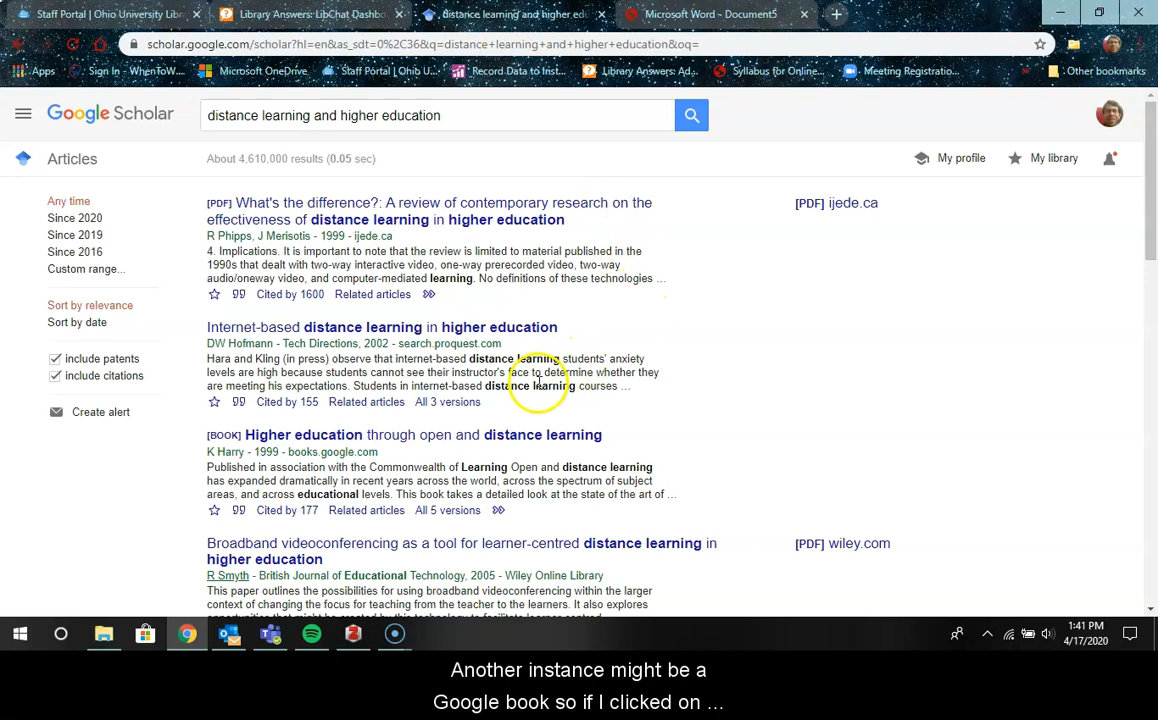 Staff Portal | Ohio University Libr
Library Answers: LibChat Dashbo
distance learning and higher edu
Microsoft Word - Document5
scholar.google.com/scholar?hl=en&as_sdt=0%2C36&q=distance+learning+and+higher+education&oq=
Apps
Sign In - WhenToW...
Microsoft OneDrive
Staff Portal | Ohio U...
Record Data to Inst...
Library Answers: Ad...
Syllabus for Online...
Meeting Registratio...
Other bookmarks
Google Scholar
distance learning and higher education
Articles
About 4,610,000 results (0.05 sec)
My profile
My library
Any time
Since 2020
Since 2019
Since 2016
Custom range...
Sort by relevance
Sort by date
include patents
include citations
Create alert
[PDF] What's the difference?: A review of contemporary research on the
effectiveness of distance learning in higher education
R Phipps, J Merisotis - 1999 - ijede.ca
4. Implications. It is important to note that the review is limited to material published in the
1990s that dealt with two-way interactive video, one-way prerecorded video, two-way
audio/oneway video, and computer-mediated learning. No definitions of these technologies ...
Cited by 1600 Related articles
[PDF] ijede.ca
Internet-based distance learning in higher education
DW Hofmann - Tech Directions, 2002 - search.proquest.com
Hara and Kling (in press) observe that internet-based distance learning students' anxiety
levels are high because students cannot see their instructor's face to determine whether they
are meeting his expectations. Students in internet-based distance learning courses ...
Cited by 155 Related articles All 3 versions
[BOOK] Higher education through open and distance learning
K Harry - 1999 - books.google.com
Published in association with the Commonwealth of Learning Open and distance learning
has expanded dramatically in recent years across the world, across the spectrum of subject
areas, and across educational levels. This book takes a detailed look at the state of the art of ...
Cited by 177 Related articles All 5 versions
Broadband videoconferencing as a tool for learner-centred distance learning in
higher education
R Smyth - British Journal of Educational Technology, 2005 - Wiley Online Library
This paper outlines the possibilities for using broadband videoconferencing within the larger
context of changing the focus for teaching from the teacher to the learners. It also explores
[PDF] wiley.com
1:41 PM
4/17/2020
Another instance might be a
Google book so if I clicked on ...